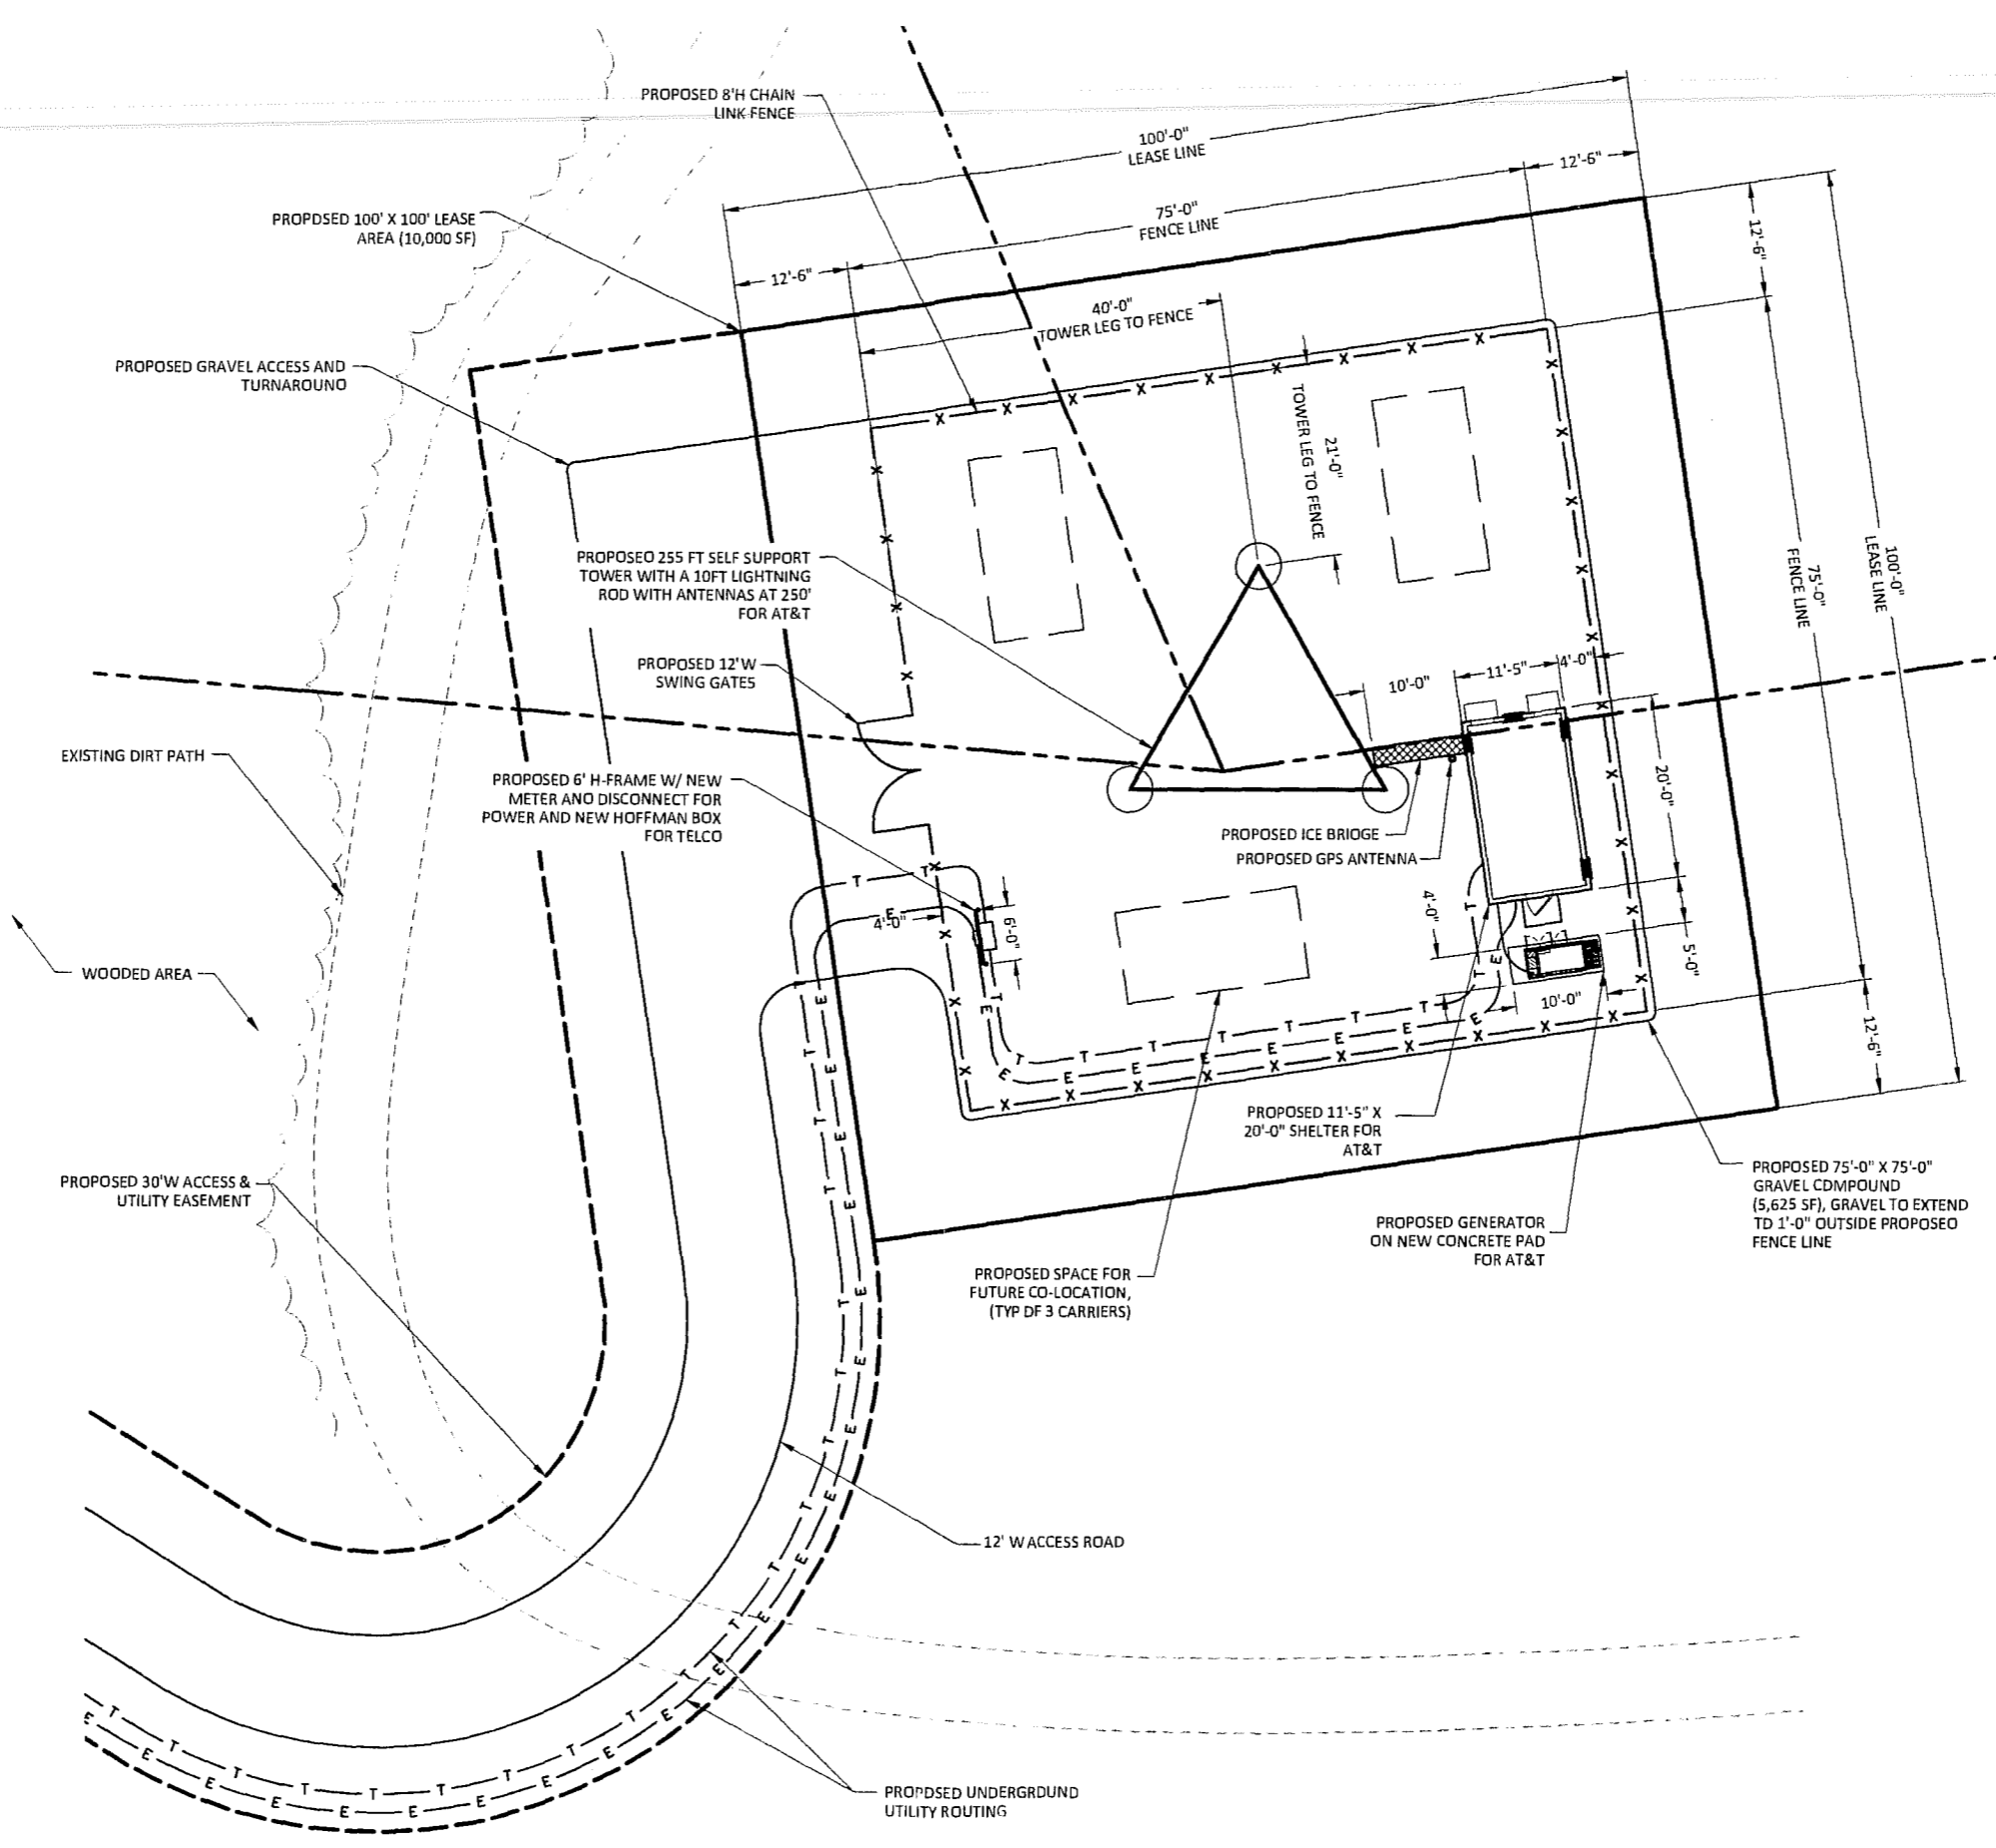 PROPOSED 8'H CHAIN
LINK FENCE
100'-0"
LEASE LINE
12'-6"
PROPDSED 100' X 100' LEASE
AREA (10,000 SF)
75'-0"
FENCE LINE
12'-6"
12'-6"
40'-0"
TOWER LEG TO FENCE
PROPOSED GRAVEL ACCESS AND
TURNAROUNO
21'-0"
TOWER LEG TO FENCE
100'-0"
LEASE LINE
75'-0"
FENCE LINE
PROPOSEO 255 FT SELF SUPPORT
TOWER WITH A 10FT LIGHTNING
ROD WITH ANTENNAS AT 250'
FOR AT&T
PROPOSED 12'W
SWING GATES
10'-0"
11'-5"
4'-0"
EXISTING DIRT PATH
PROPOSED 6' H-FRAME W/ NEW
METER ANO DISCONNECT FOR
POWER AND NEW HOFFMAN BOX
FOR TELCO
20'-0"
PROPOSED ICE BRIDGE
PROPOSED GPS ANTENNA
4'-0"
6'-0"
4'-0"
5'-0"
WOODED AREA
10'-0"
12'-6"
PROPOSED 11'-5" X
20'-0" SHELTER FOR
AT&T
PROPOSED 30'W ACCESS &
UTILITY EASEMENT
PROPOSED 75'-0" X 75'-0"
GRAVEL CDMPOUND
(5,625 SF), GRAVEL TO EXTEND
TD 1'-0" OUTSIDE PROPOSEO
FENCE LINE
PROPOSED GENERATOR
ON NEW CONCRETE PAD
FOR AT&T
PROPOSED SPACE FOR
FUTURE CO-LOCATION,
(TYP DF 3 CARRIERS)
12' W ACCESS ROAD
PROPDSED UNDERGRDUND
UTILITY ROUTING